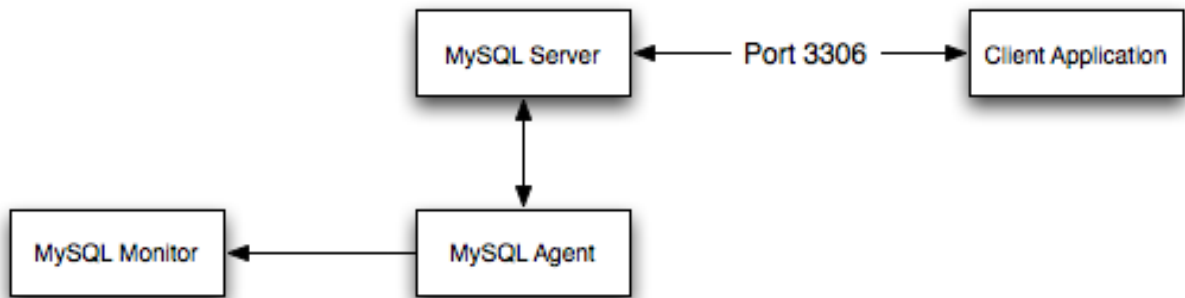 MySQL Server
Port 3306
Client Application
MySQL Monitor
MySQL Agent